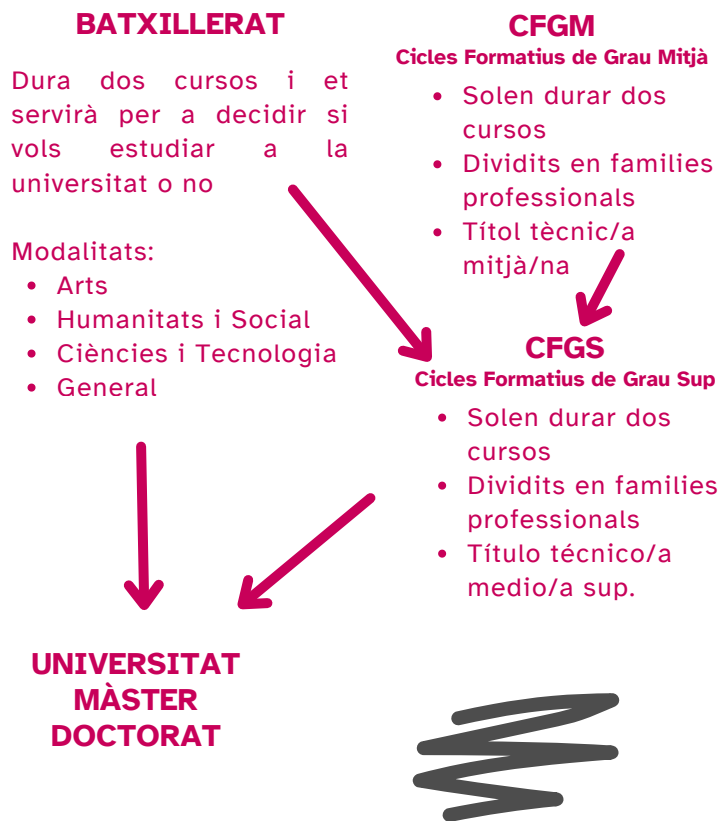 BATXILLERAT
Dura dos cursos i et
servirà per a decidir si
vols estudiar a la
universitat o no
Modalitats:
• Arts
• Humanitats i Social
• Ciències i Tecnologia
• General
CFGM
Cicles Formatius de Grau Mitjà
• Solen durar dos
cursos
• Dividits en families
professionals
• Títol tècnic/a
mitjà/na
CFGS
Cicles Formatius de Grau Sup
• Solen durar dos
cursos
• Dividits en families
professionals
• Título técnico/a
medio/a sup.
UNIVERSITAT
MÀSTER
DOCTORAT